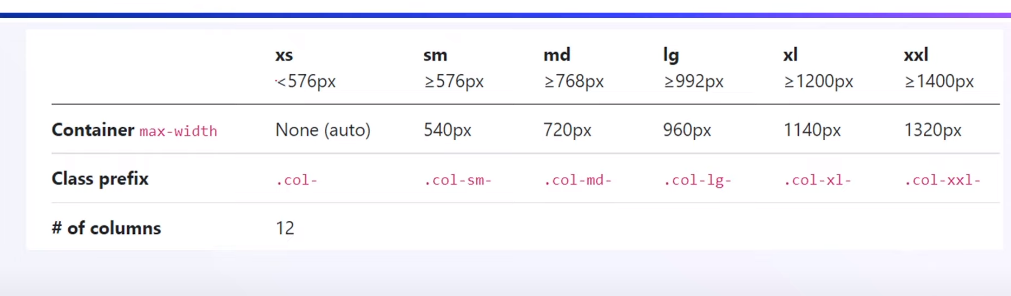 xs sm md lg xl xxl
<576px ≥576px ≥768px ≥992px ≥1200px ≥1400px
Container max-width None (auto) 540px 720px 960px 1140px 1320px
Class prefix .col- .col-sm- .col-md- .col-lg- .col-xl- .col-xxl-
# of columns 12